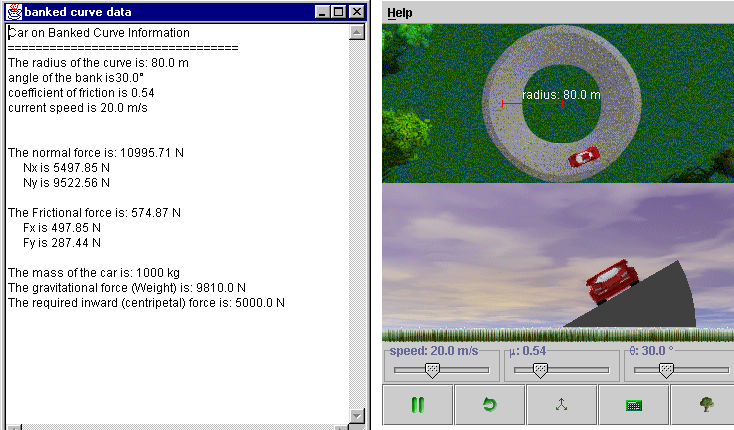 banked curve data
Car on Banked Curve Information
=================================
The radius of the curve is: 80.0 m
angle of the bank is30.0°
coefficient of friction is 0.54
current speed is 20.0 m/s
The normal force is: 10995.71 N
Nx is 5497.85 N
Ny is 9522.56 N
The Frictional force is: 574.87 N
Fx is 497.85 N
Fy is 287.44 N
The mass of the car is: 1000 kg
The gravitational force (Weight) is: 9810.0 N
The required inward (centripetal) force is: 5000.0 N
Help
radius: 80.0 m
speed: 20.0 m/s
μ: 0.54
θ: 30.0 °